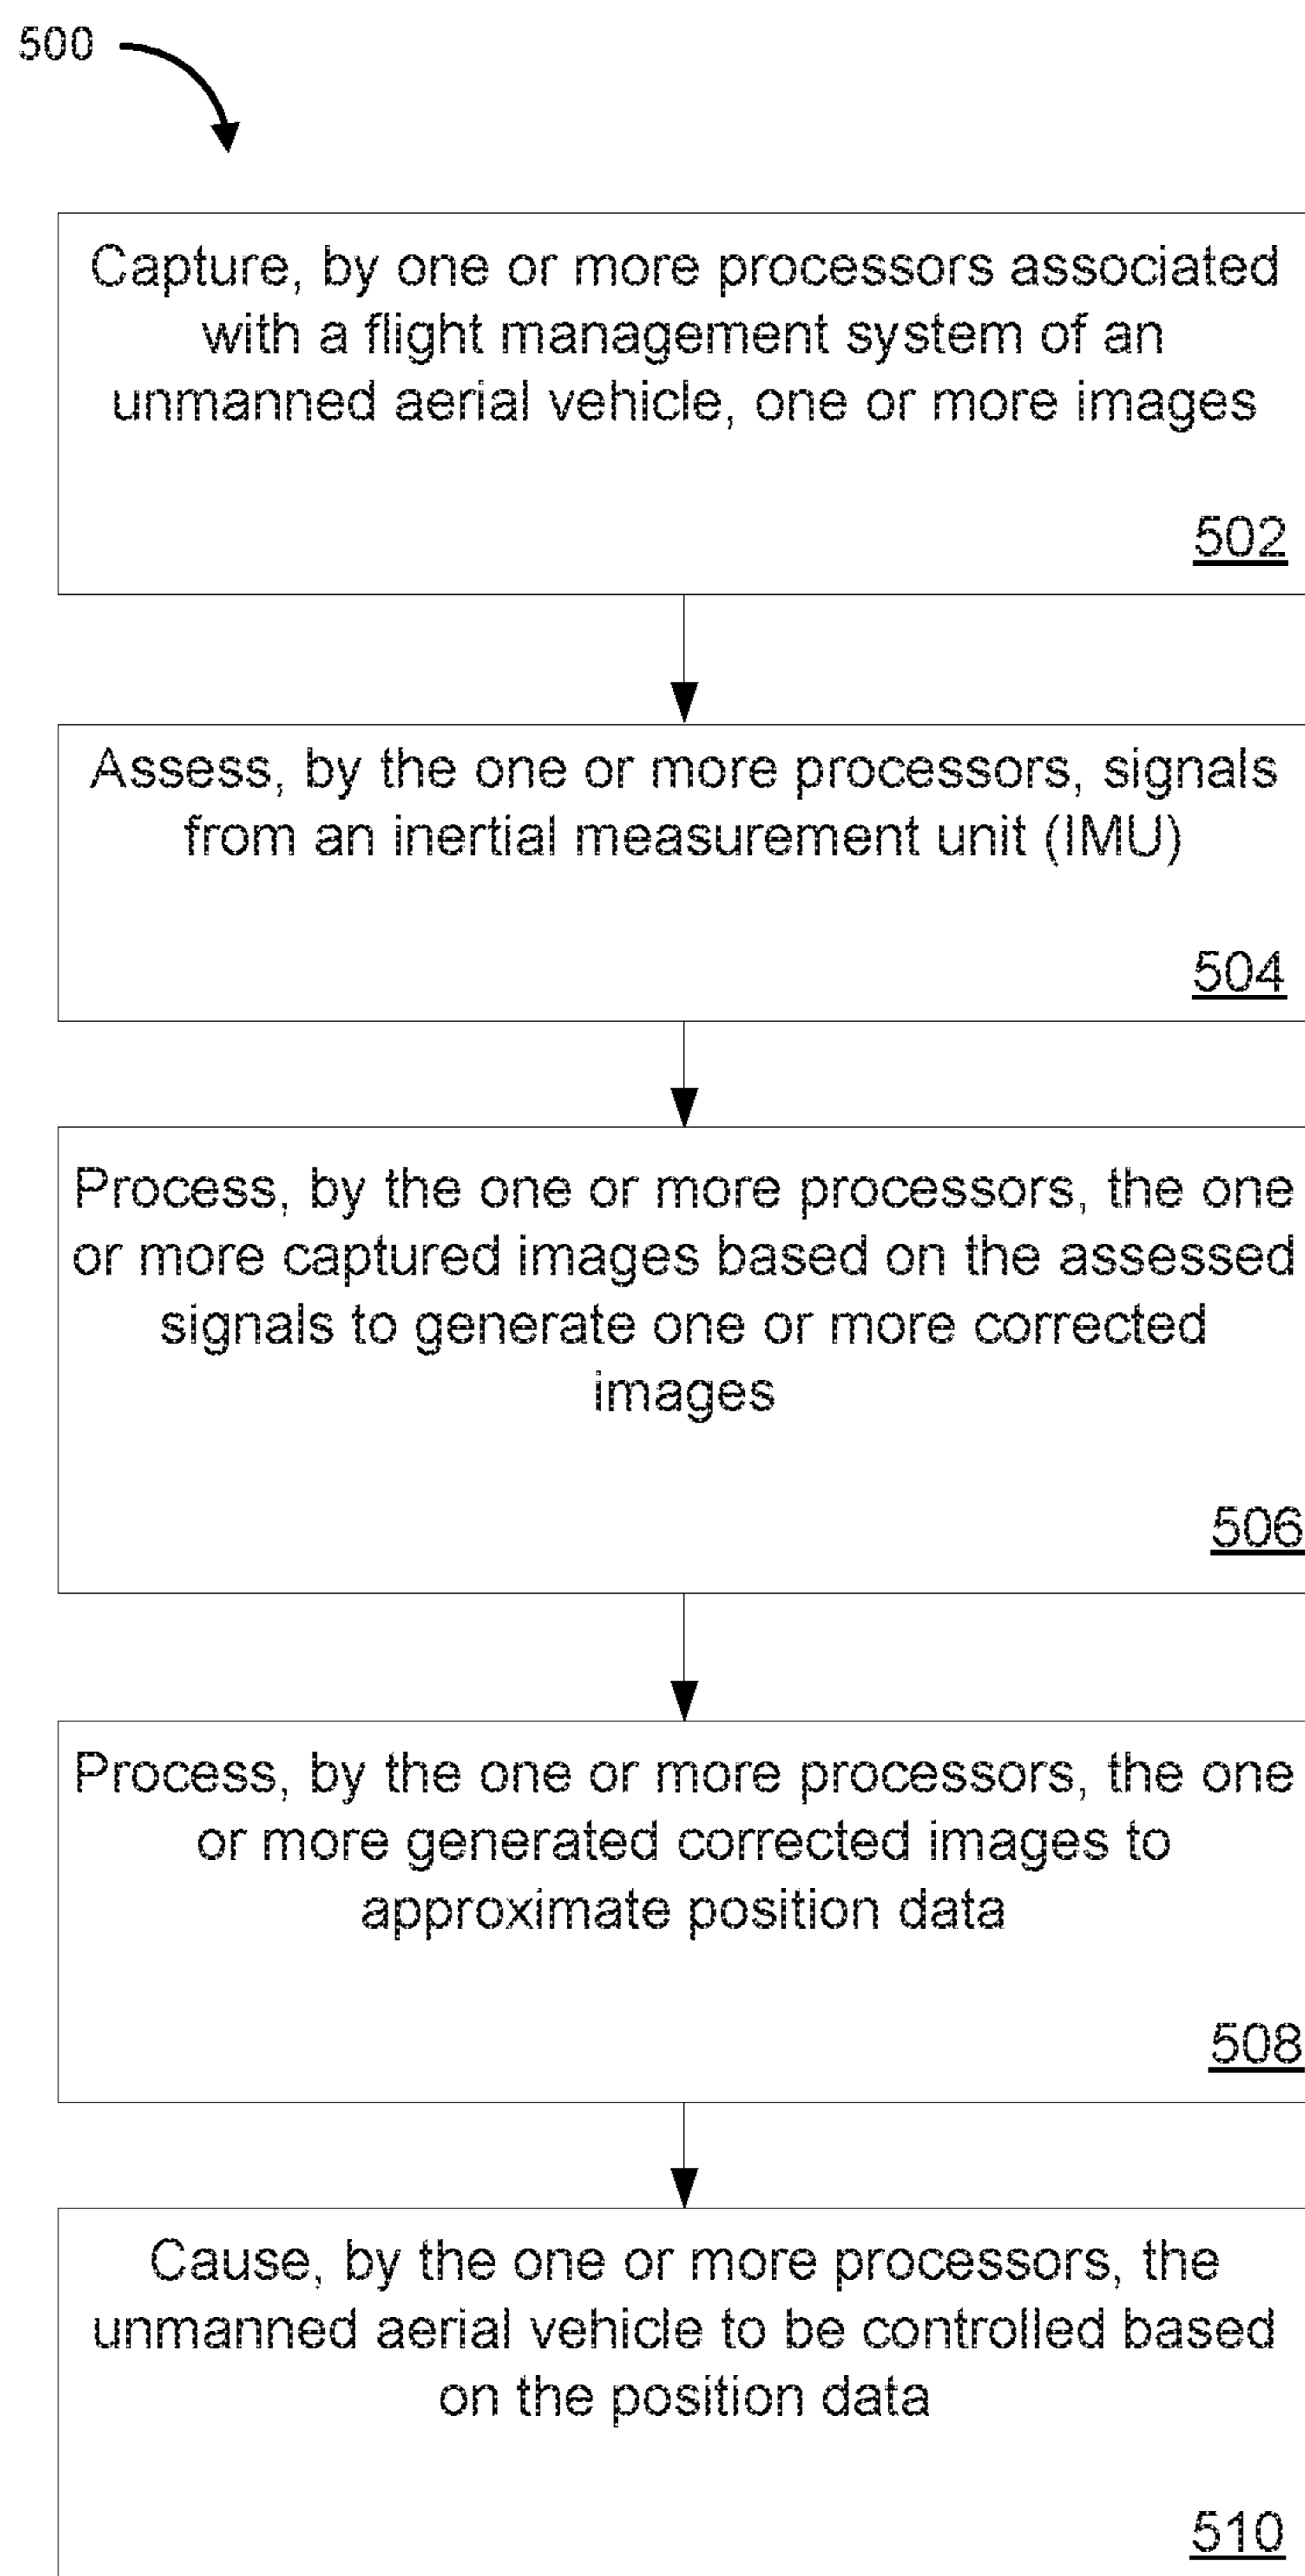 500
Capture, by one or more processors associated
with a flight management system of an
unmanned aerial vehicle, one or more images
502
Assess, by the one or more processors, signals
from an inertial measurement unit (IMU)
504
Process, by the one or more processors, the one
or more captured images based on the assessed
signals to generate one or more corrected
images
506
Process, by the one or more processors, the one
or more generated corrected images to
approximate position data
508
Cause, by the one or more processors, the
unmanned aerial vehicle to be controlled based
on the position data
510